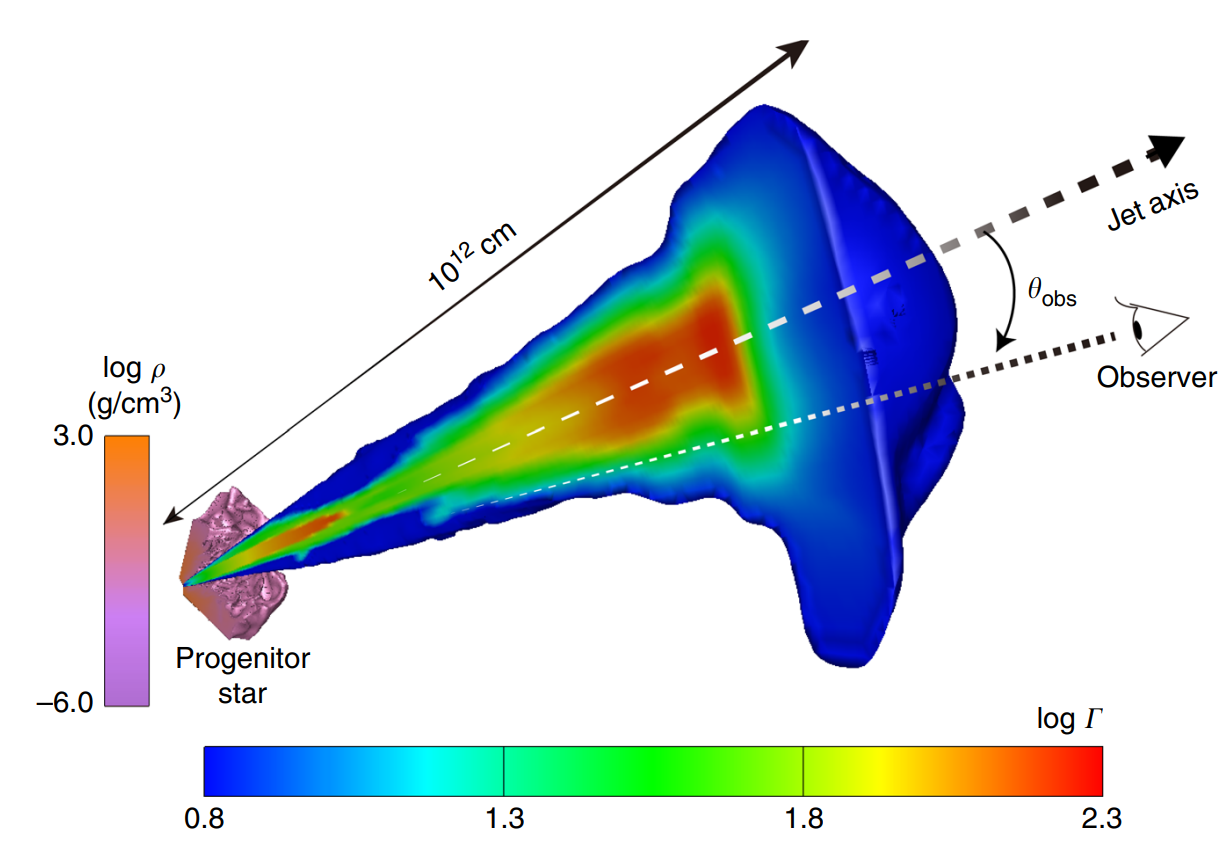 10¹² cm
Jet axis
θobs
Observer
log ρ
(g/cm³)
3.0
–6.0
Progenitor
star
log Γ
0.8 1.3 1.8 2.3